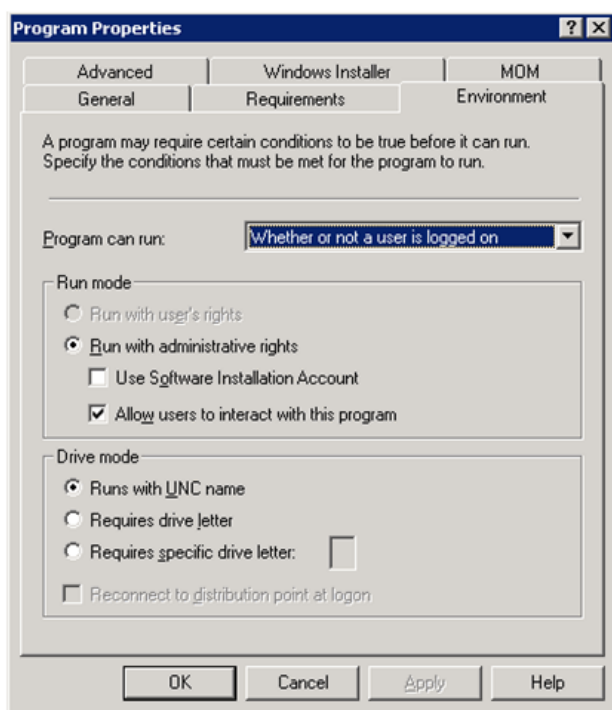 Program Properties
Advanced
Windows Installer
MOM
General
Requirements
Environment
A program may require certain conditions to be true before it can run.
Specify the conditions that must be met for the program to run.
Program can run:
Whether or not a user is logged on
Run mode
Run with user's rights
Run with administrative rights
Use Software Installation Account
Allow users to interact with this program
Drive mode
Runs with UNC name
Requires drive letter
Requires specific drive letter:
Reconnect to distribution point at logon
OK
Cancel
Apply
Help